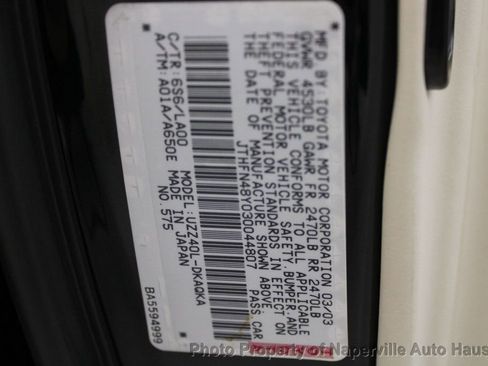 MFD BY TOYOTA MOTOR CORPORATION 03/03
GVWR 4530LB GAWR FR 2470LB RR 2470LB
THIS VEHICLE CONFORMS TO ALL APPLICABLE
FEDERAL MOTOR VEHICLE SAFETY, BUMPER, AND
THEFT PREVENTION STANDARDS IN EFFECT ON
THE DATE OF MANUFACTURE SHOWN ABOVE.
JTHFN48Y030044807 PASS.CAR
C/TR: 6S6/LA00 MODEL: UZZ40L-DKAQKA
A/TM: A01A/A650E MADE IN JAPAN
NO. 575
BA5594999
Photo Property of Naperville Auto Haus